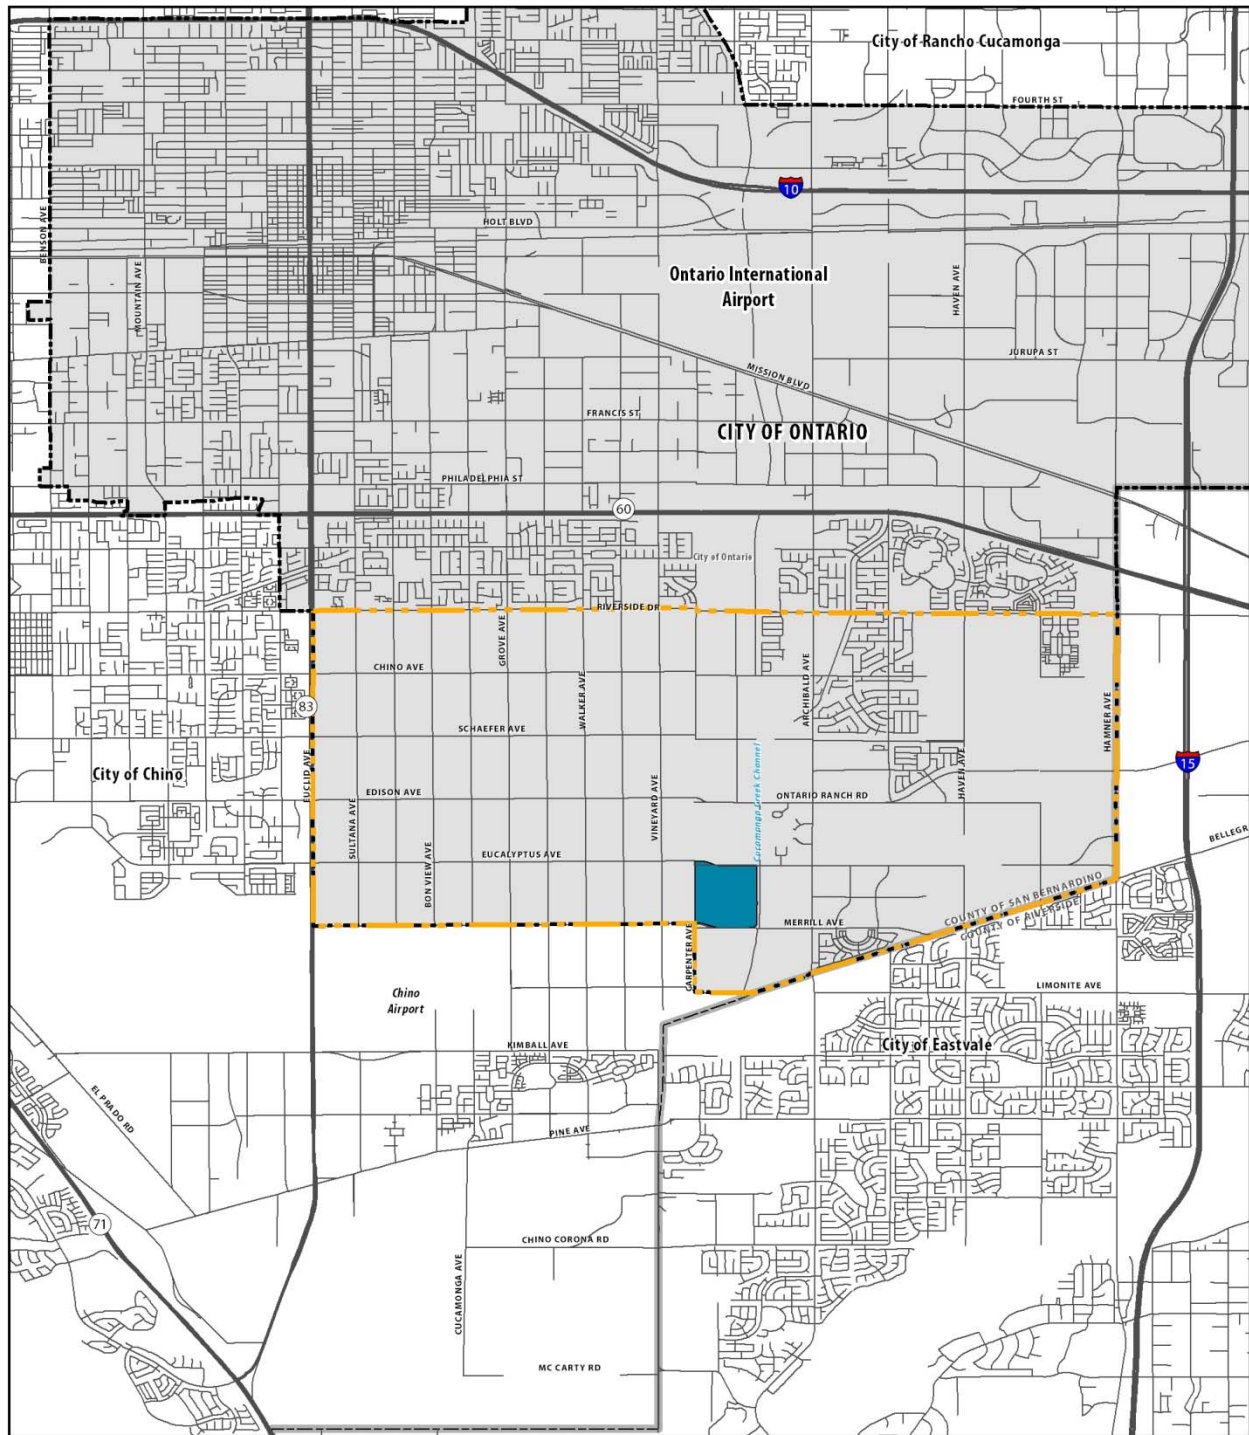 City of Rancho Cucamonga
FOURTH ST
10
BENSON AVE
HOLT BLVD
MOUNTAIN AVE
Ontario International
Airport
HAVEN AVE
JURUPA ST
MISSION BLVD
FRANCIS ST
CITY OF ONTARIO
PHILADELPHIA ST
60
City of Ontario
RIVERSIDE DR
GROVE AVE
CHINO AVE
WALKER AVE
ARCHIBALD AVE
83
SCHAEFER AVE
HAMNER AVE
City of Chino
EUCLID AVE
Cucamonga Creek Channel
HAVEN AVE
15
EDISON AVE
ONTARIO RANCH RD
SULTANA AVE
VINEYARD AVE
BELLEGR
EUCALYPTUS AVE
BON VIEW AVE
COUNTY OF SAN BERNARDINO
COUNTY OF RIVERSIDE
MERRILL AVE
CARPENTER AVE
Chino
Airport
LIMONITE AVE
KIMBALL AVE
City of Eastvale
EL PRADO RD
PINE AVE
71
CHINO CORONA RD
CUCAMONGA AVE
MC CARTY RD